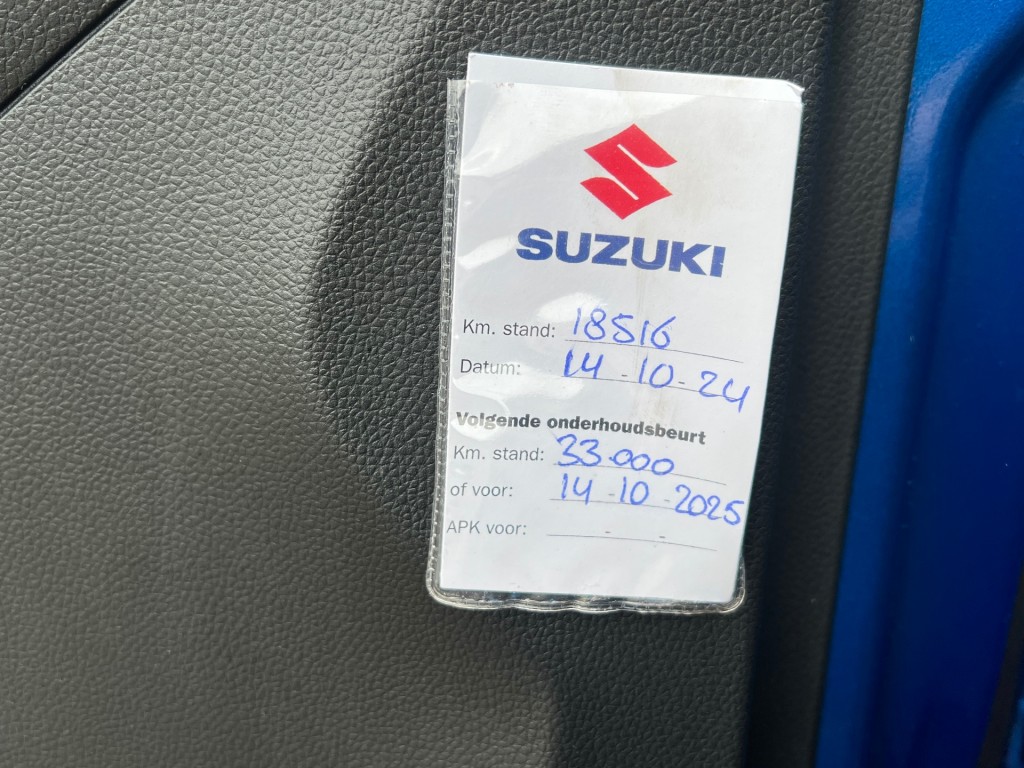 SUZUKI
Km. stand: 18516
Datum: 14-10-24
Volgende onderhoudsbeurt
Km. stand: 33.000
of voor: 14-10-2025
APK voor: - -